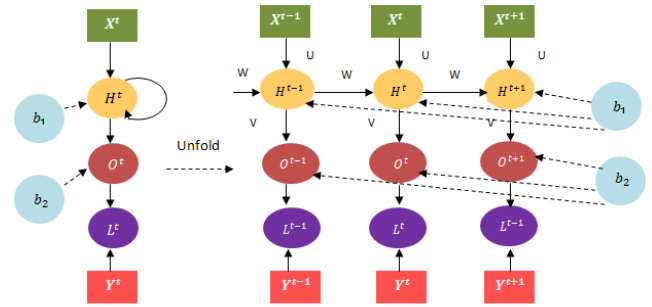 X^t
X^{t-1}
X^t
X^{t+1}
U
U
U
W
W
W
H^t
H^{t-1}
H^t
H^{t+1}
b_1
b_1
V
V
V
Unfold
O^t
O^{t-1}
O^t
O^{t+1}
b_2
b_2
L^t
L^{t-1}
L^t
L^{t-1}
Y^t
Y^{t-1}
Y^t
Y^{t+1}